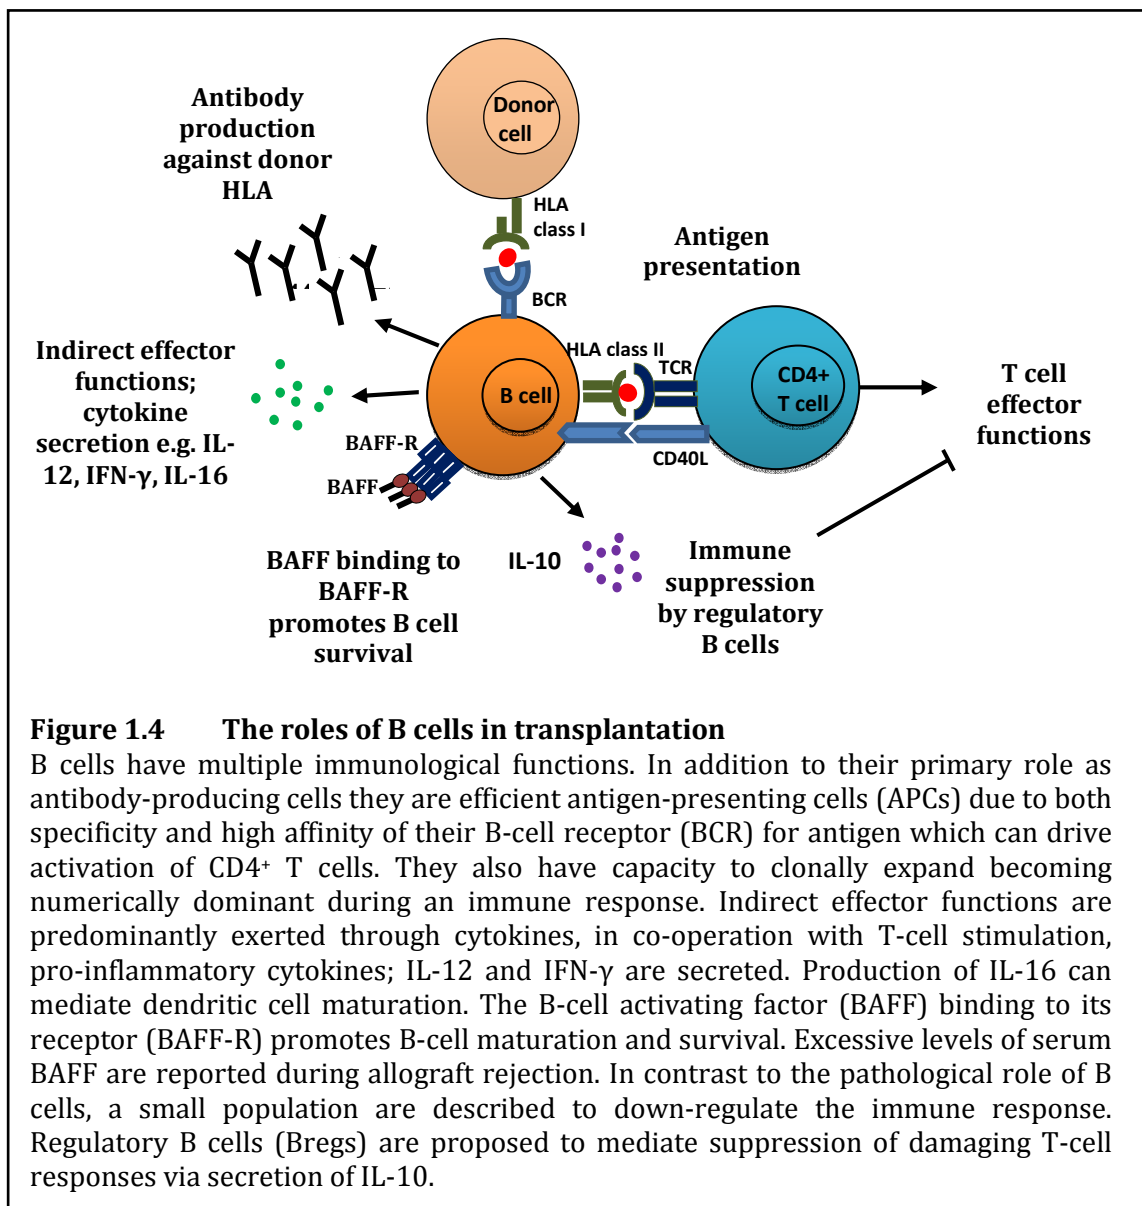 Donor
cell
Antibody
production
against donor
HLA
HLA
class I
Antigen
presentation
BCR
Indirect effector
functions;
cytokine
secretion e.g. IL-
12, IFN-γ, IL-16
HLA class II
TCR
B cell
CD4+
T cell
T cell
effector
functions
BAFF-R
CD40L
BAFF
BAFF binding to
BAFF-R
promotes B cell
survival
IL-10
Immune
suppression
by regulatory
B cells
Figure 1.4 The roles of B cells in transplantation
B cells have multiple immunological functions. In addition to their primary role as
antibody-producing cells they are efficient antigen-presenting cells (APCs) due to both
specificity and high affinity of their B-cell receptor (BCR) for antigen which can drive
activation of CD4⁺ T cells. They also have capacity to clonally expand becoming
numerically dominant during an immune response. Indirect effector functions are
predominantly exerted through cytokines, in co-operation with T-cell stimulation,
pro-inflammatory cytokines; IL-12 and IFN-γ are secreted. Production of IL-16 can
mediate dendritic cell maturation. The B-cell activating factor (BAFF) binding to its
receptor (BAFF-R) promotes B-cell maturation and survival. Excessive levels of serum
BAFF are reported during allograft rejection. In contrast to the pathological role of B
cells, a small population are described to down-regulate the immune response.
Regulatory B cells (Bregs) are proposed to mediate suppression of damaging T-cell
responses via secretion of IL-10.